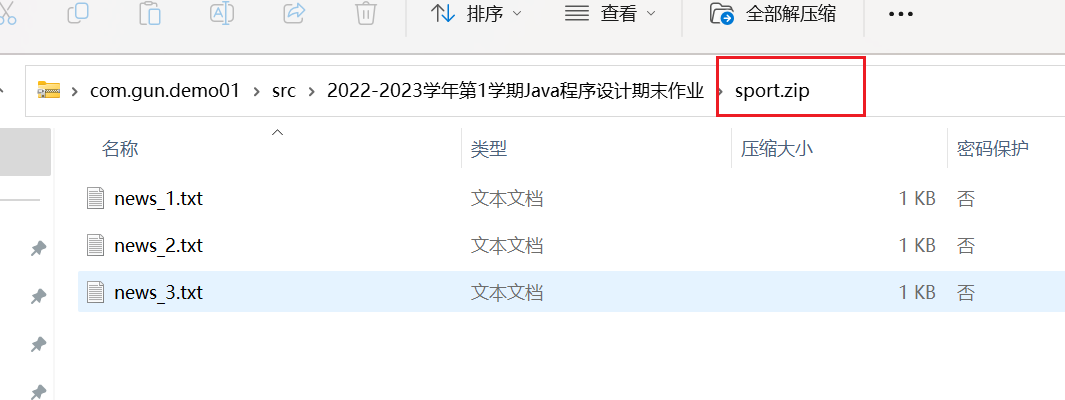 排序 查看 全部解压缩
com.gun.demo01 src 2022-2023学年第1学期Java程序设计期末作业 sport.zip
名称 类型 压缩大小 密码保护
news_1.txt 文本文档 1 KB 否
news_2.txt 文本文档 1 KB 否
news_3.txt 文本文档 1 KB 否